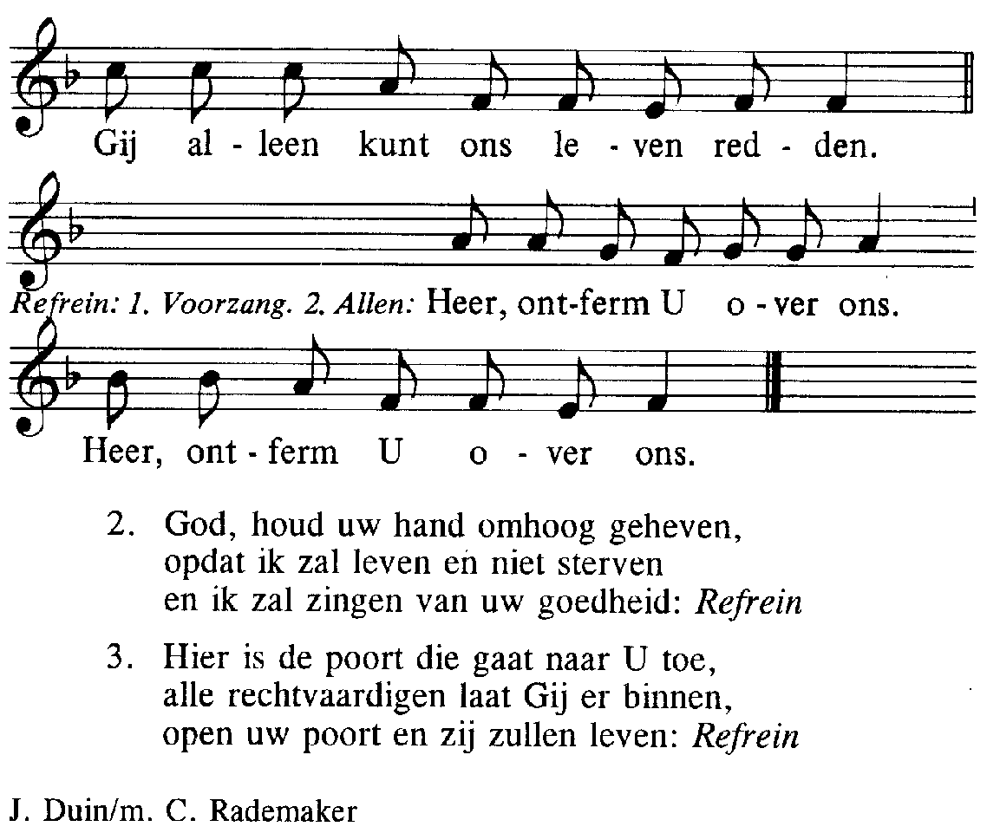 Gij al - leen kunt ons le - ven red - den.
Refrein: 1. Voorzang. 2. Allen: Heer, ont-ferm U o - ver ons.
Heer, ont - ferm U o - ver ons.
2. God, houd uw hand omhoog geheven,
opdat ik zal leven en niet sterven
en ik zal zingen van uw goedheid: Refrein
3. Hier is de poort die gaat naar U toe,
alle rechtvaardigen laat Gij er binnen,
open uw poort en zij zullen leven: Refrein
J. Duin/m. C. Rademaker